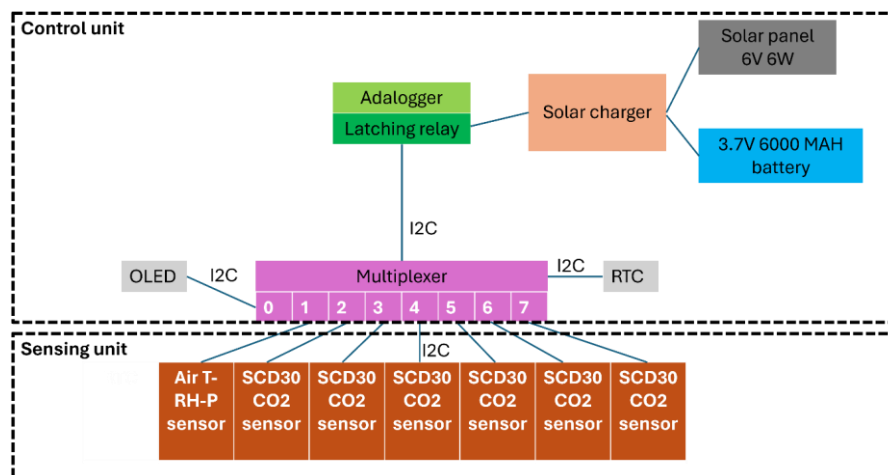 Control unit
Solar panel
6V 6W
Adalogger
Latching relay
Solar charger
3.7V 6000 MAH
battery
I2C
OLED
I2C
Multiplexer
I2C
RTC
0 1 2 3 4 5 6 7
Sensing unit
I2C
Air T-
RH-P
sensor
SCD30
CO2
sensor
SCD30
CO2
sensor
SCD30
CO2
sensor
SCD30
CO2
sensor
SCD30
CO2
sensor
SCD30
CO2
sensor